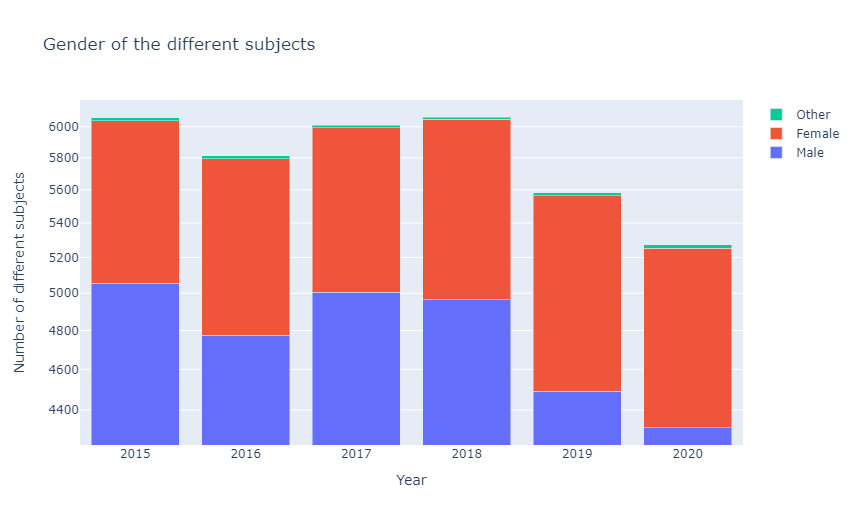 Gender of the different subjects
Other
Female
Male
Number of different subjects
6000
5800
5600
5400
5200
5000
4800
4600
4400
2015 2016 2017 2018 2019 2020
Year